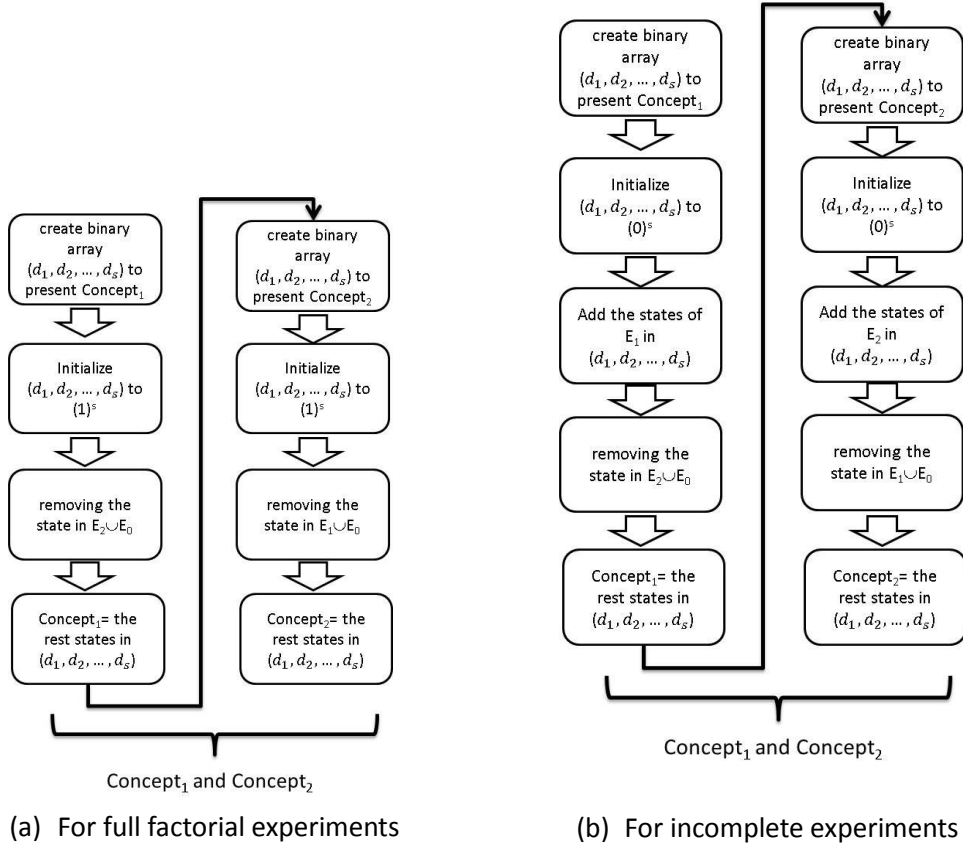 create binary
array
(d₁, d₂, … , dₛ) to
present Concept₁
Initialize
(d₁, d₂, … , dₛ) to
(1)ˢ
removing the
state in E₂∪E₀
Concept₁= the
rest states in
(d₁, d₂, … , dₛ)
create binary
array
(d₁, d₂, … , dₛ) to
present Concept₂
Initialize
(d₁, d₂, … , dₛ) to
(1)ˢ
removing the
state in E₁∪E₀
Concept₂= the
rest states in
(d₁, d₂, … , dₛ)
Concept₁ and Concept₂
(a) For full factorial experiments
create binary
array
(d₁, d₂, … , dₛ) to
present Concept₁
Initialize
(d₁, d₂, … , dₛ) to
(0)ˢ
Add the states of
E₁ in
(d₁, d₂, … , dₛ)
removing the
state in E₂∪E₀
Concept₁= the
rest states in
(d₁, d₂, … , dₛ)
create binary
array
(d₁, d₂, … , dₛ) to
present Concept₂
Initialize
(d₁, d₂, … , dₛ) to
(0)ˢ
Add the states of
E₂ in
(d₁, d₂, … , dₛ)
removing the
state in E₁∪E₀
Concept₂= the
rest states in
(d₁, d₂, … , dₛ)
Concept₁ and Concept₂
(b) For incomplete experiments